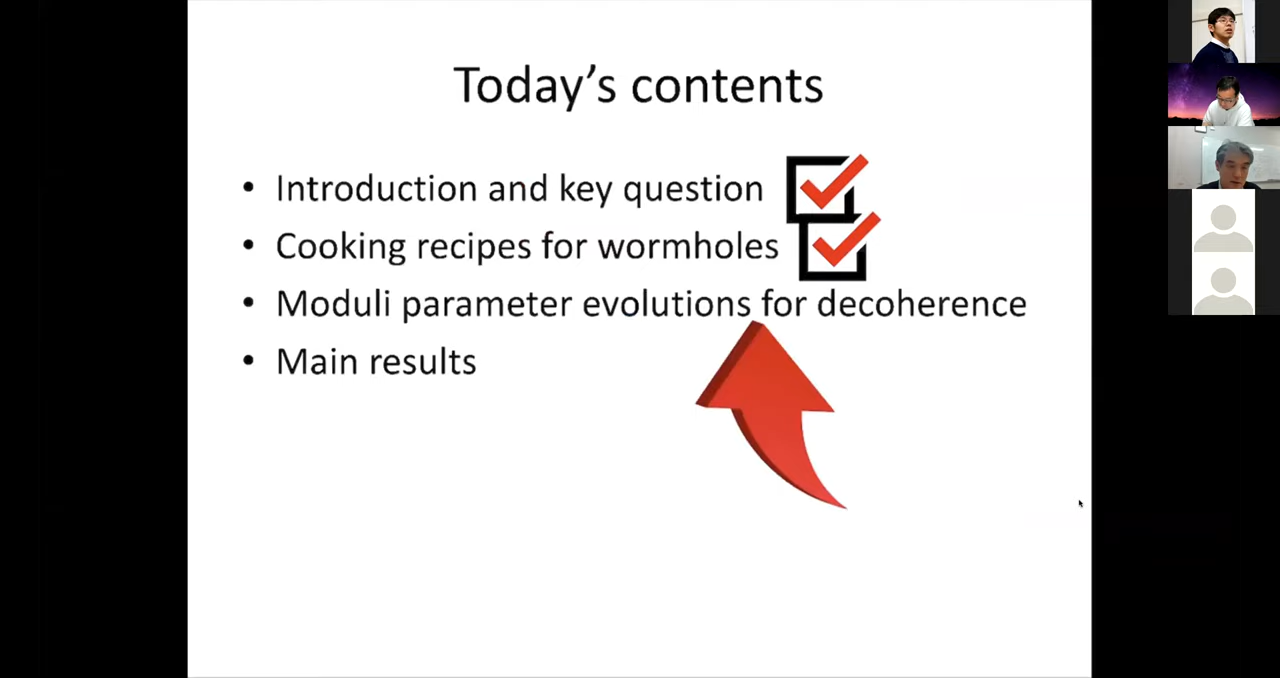 Today’s contents
• Introduction and key question
• Cooking recipes for wormholes
• Moduli parameter evolutions for decoherence
• Main results